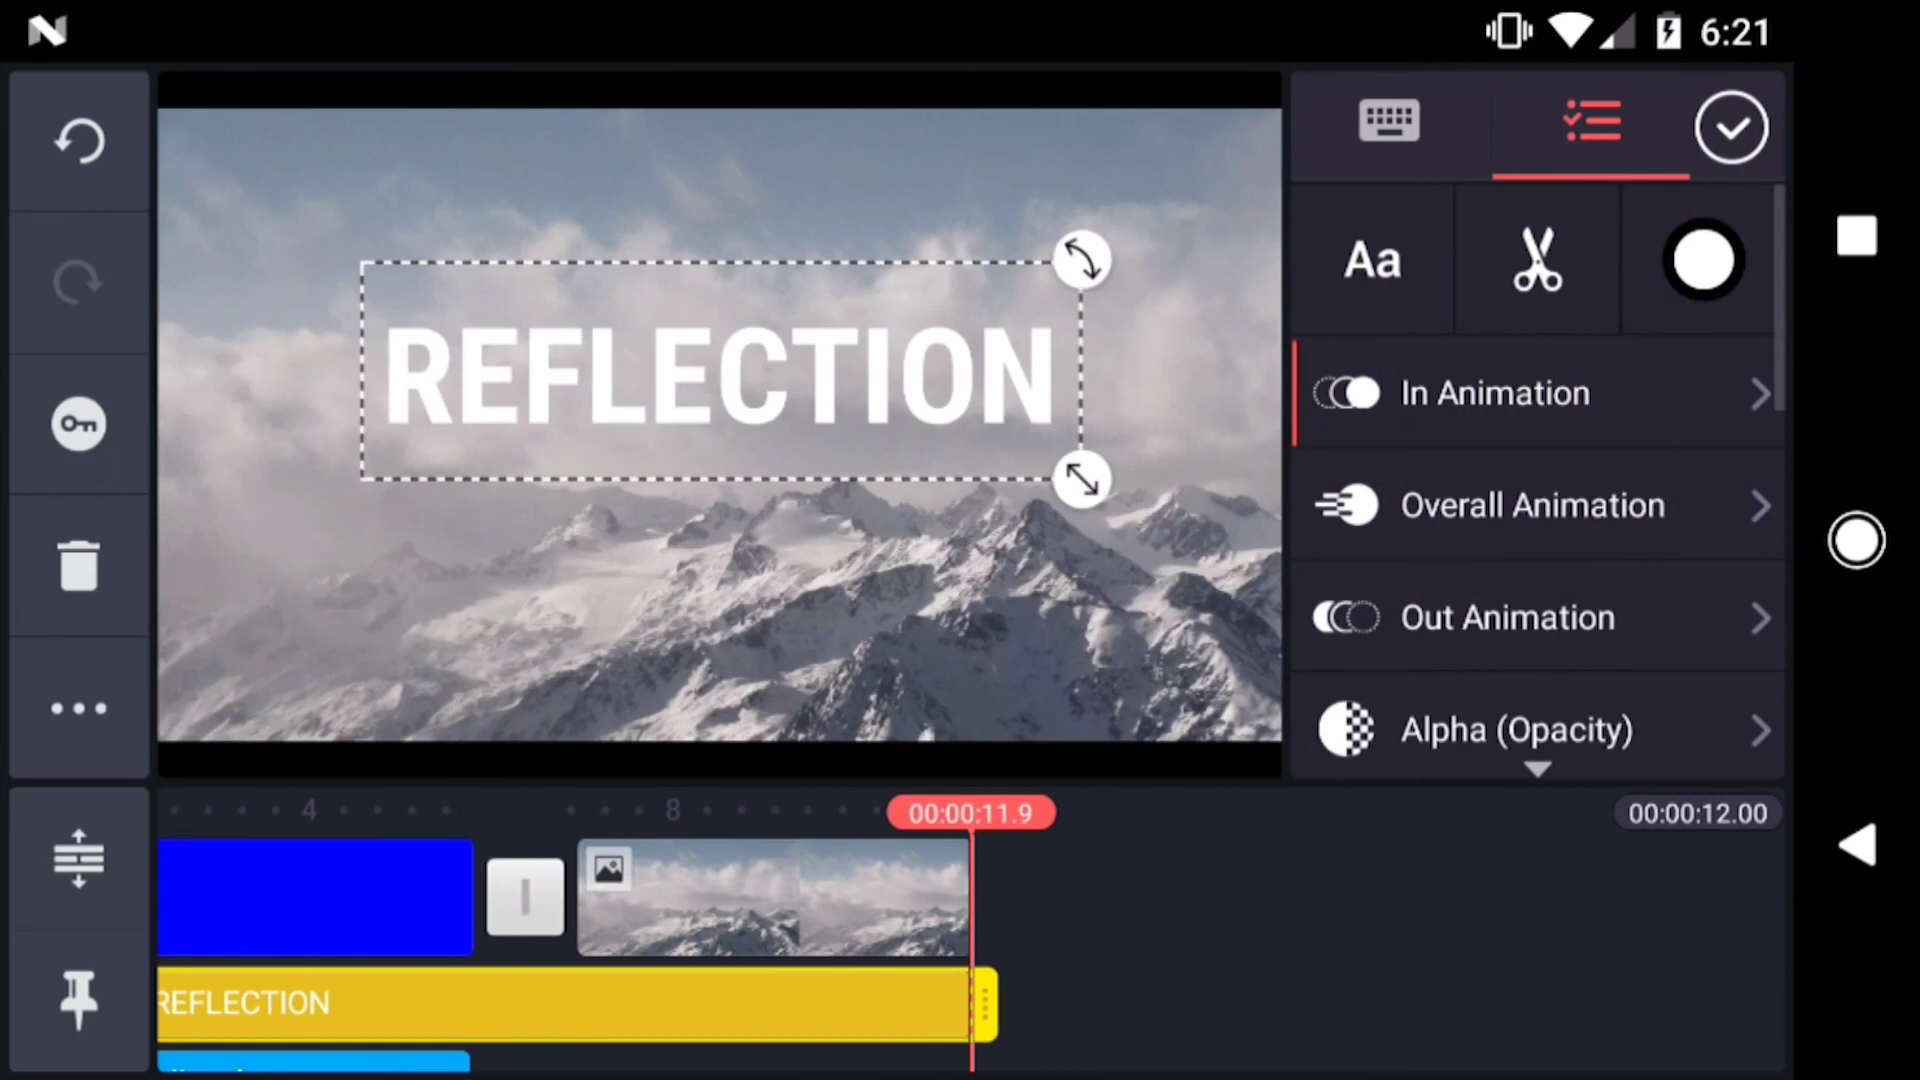 6:21
REFLECTION
Aa
In Animation
Overall Animation
Out Animation
Alpha (Opacity)
4
8
00:00:11.9
00:00:12.00
REFLECTION